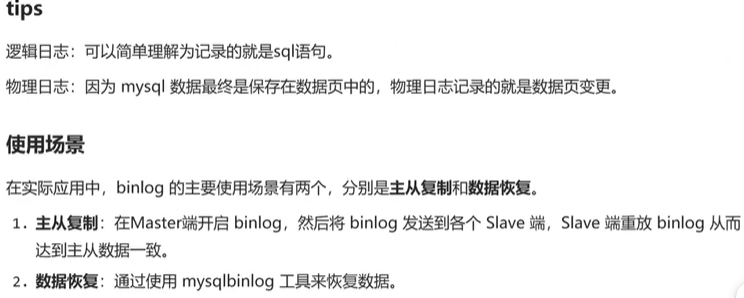 tips
逻辑日志：可以简单理解为记录的就是sql语句。
物理日志：因为 mysql 数据最终是保存在数据页中的，物理日志记录的就是数据页变更。
使用场景
在实际应用中，binlog 的主要使用场景有两个，分别是主从复制和数据恢复。
1. 主从复制：在Master端开启 binlog，然后将 binlog 发送到各个 Slave 端，Slave 端重放 binlog 从而
达到主从数据一致。
2. 数据恢复：通过使用 mysqlbinlog 工具来恢复数据。